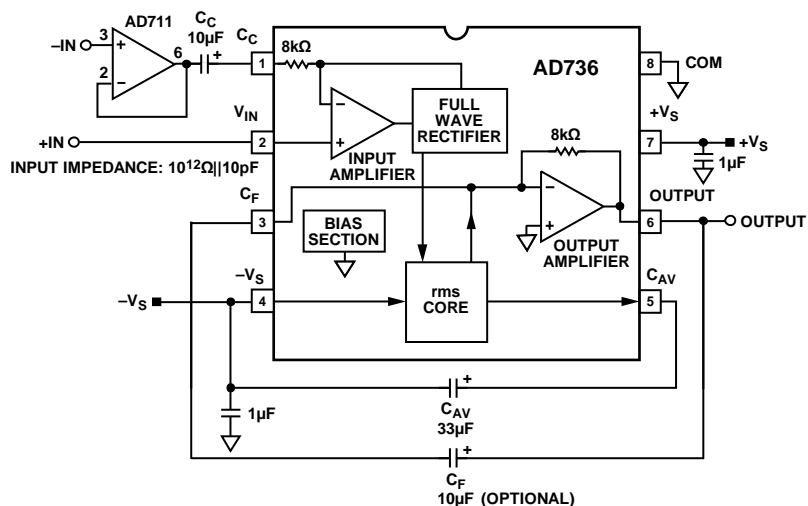 AD711
C_C
10µF
+
C_C
–IN
3
+
6
2
–
1
8kΩ
AD736
8
COM
V_IN
–
+
INPUT
AMPLIFIER
FULL
WAVE
RECTIFIER
+V_S
+IN
2
7
+V_S
1µF
INPUT IMPEDANCE: 10¹²Ω||10pF
8kΩ
C_F
3
BIAS
SECTION
–
+
OUTPUT
AMPLIFIER
OUTPUT
6
OUTPUT
–V_S
–V_S
4
rms
CORE
C_AV
5
1µF
+
C_AV
33µF
+
C_F
10µF (OPTIONAL)